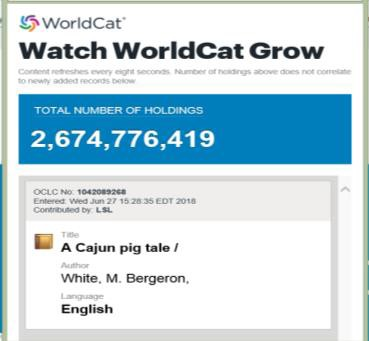 WorldCat®
Watch WorldCat Grow
Content refreshes every eight seconds. Number of holdings above does not correlate
to newly added records below.
TOTAL NUMBER OF HOLDINGS
2,674,776,419
OCLC No: 1042089268
Entered: Wed Jun 27 15:28:35 EDT 2018
Contributed by: LSL
Title
A Cajun pig tale /
Author
White, M. Bergeron,
Language
English